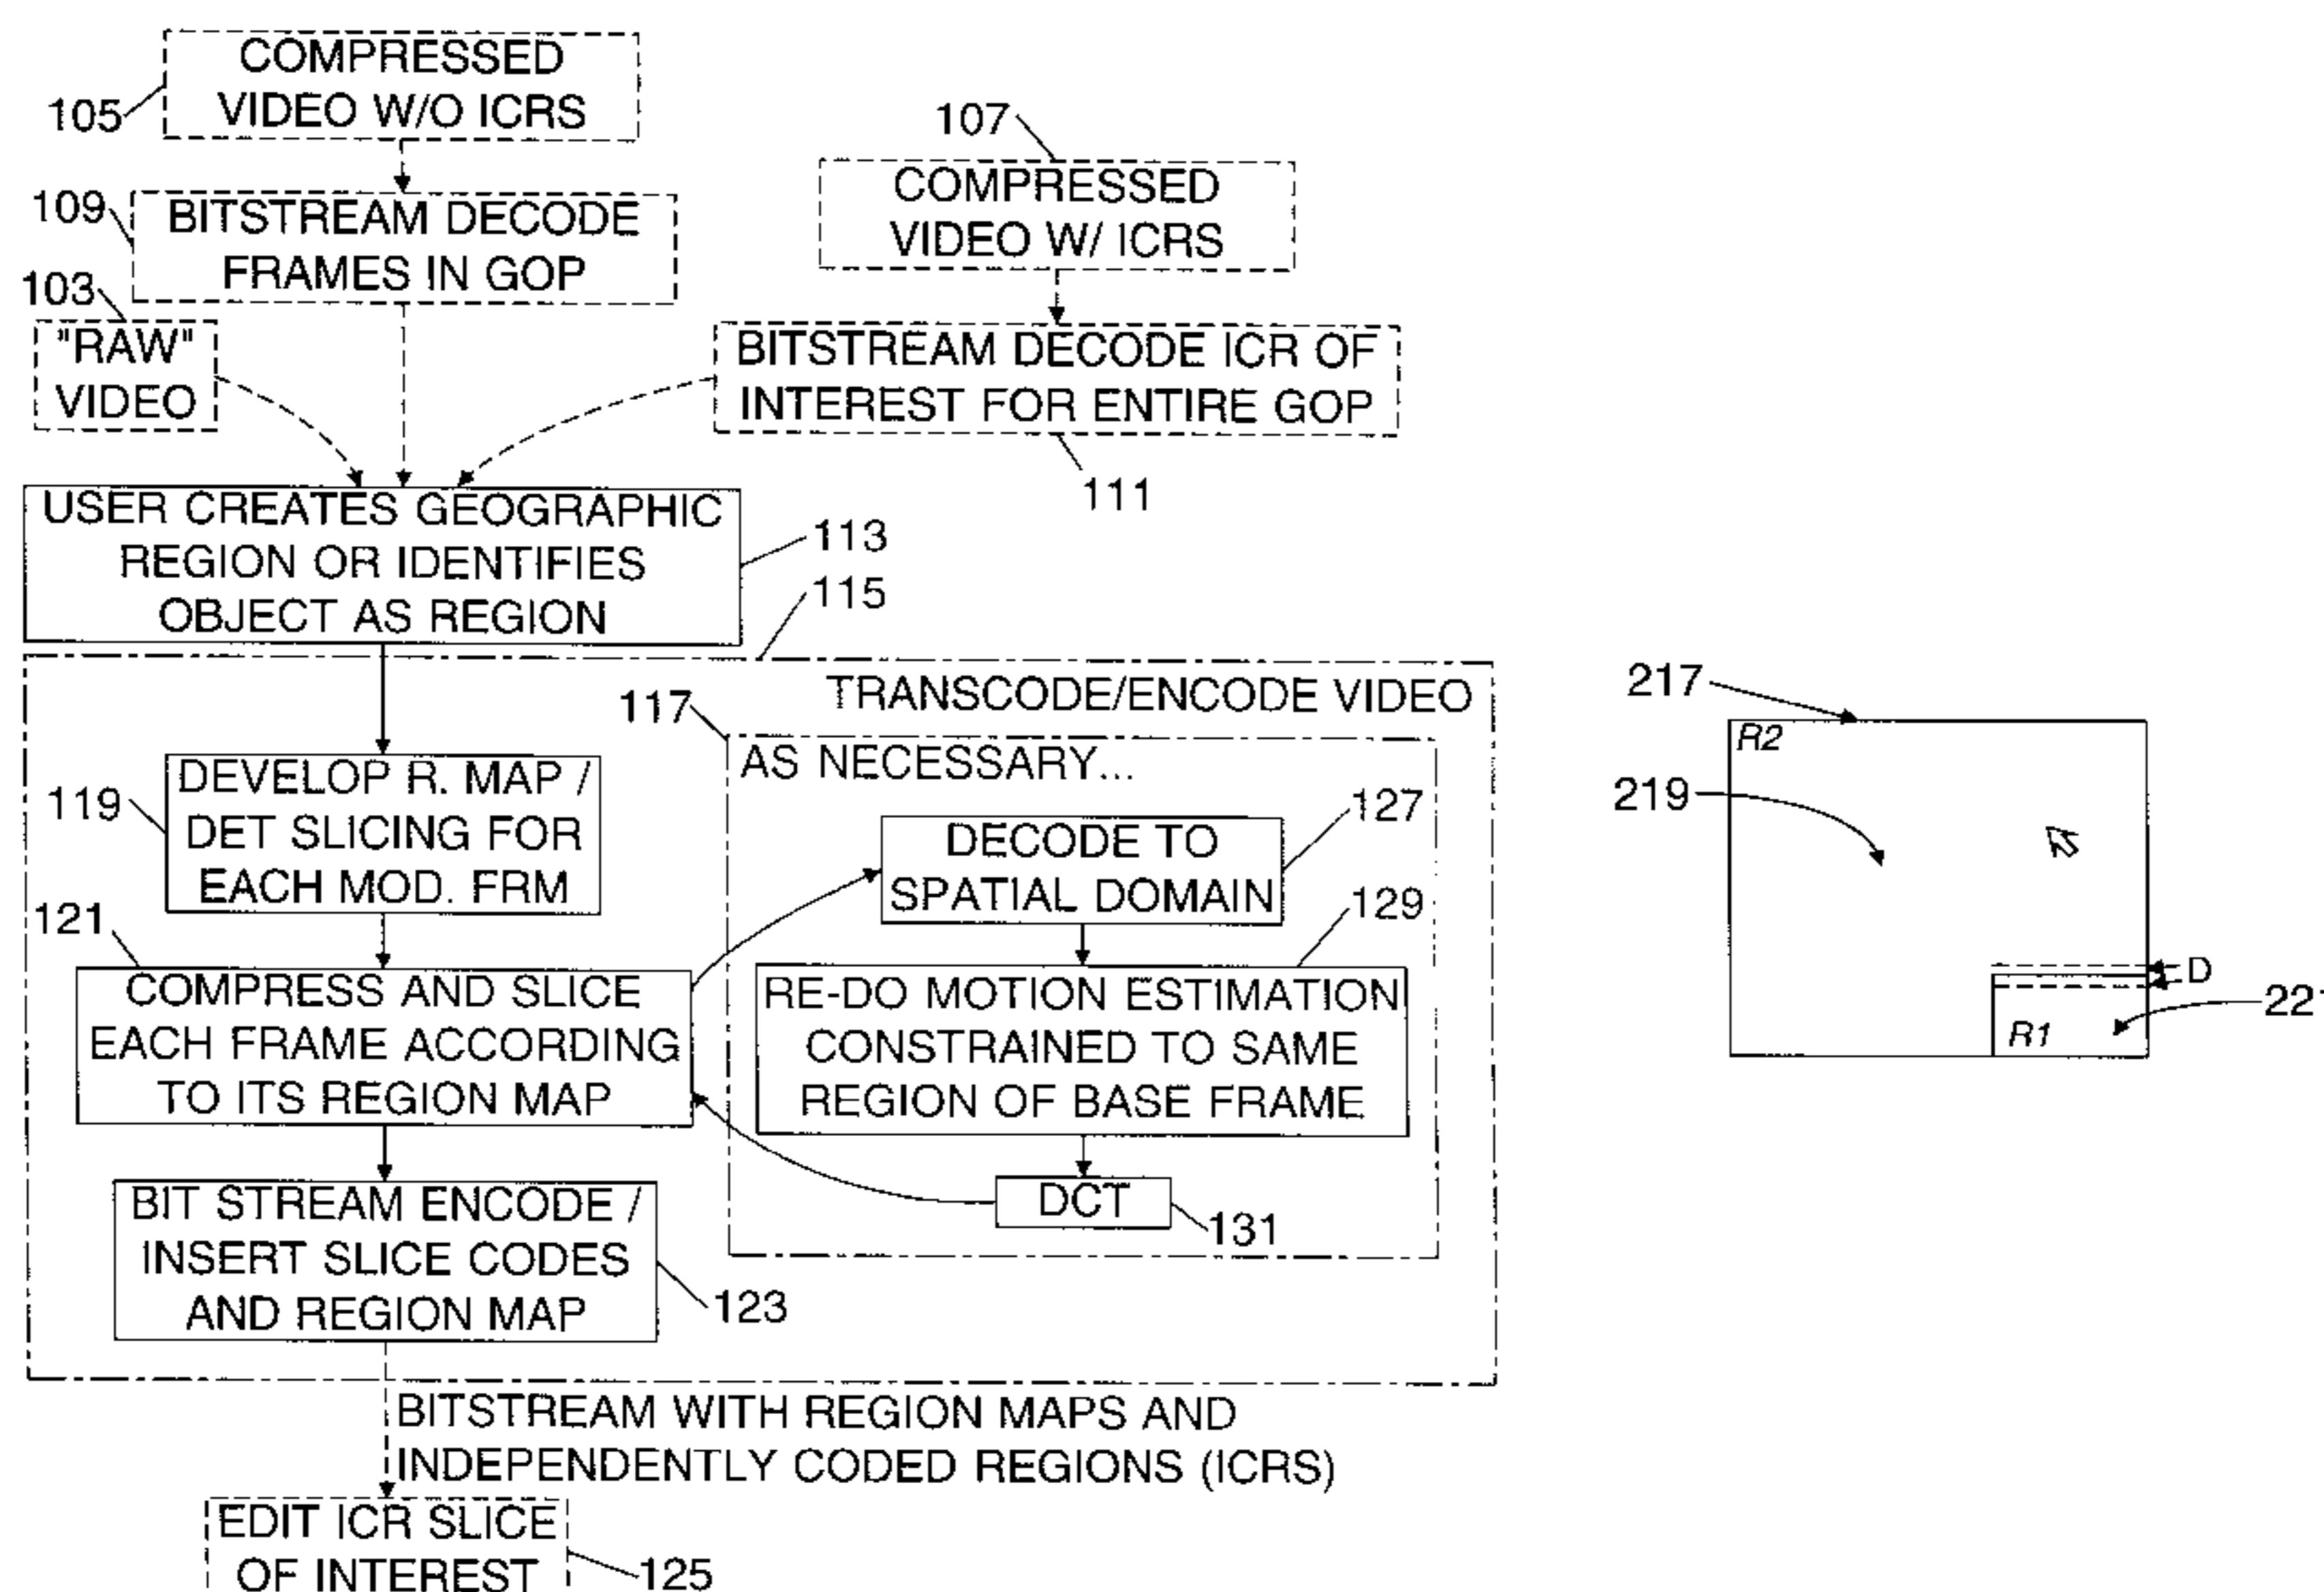 COMPRESSED
VIDEO W/O ICRS
105
107
COMPRESSED
VIDEO W/ ICRS
109
BITSTREAM DECODE
FRAMES IN GOP
103
"RAW"
VIDEO
BITSTREAM DECODE ICR OF
INTEREST FOR ENTIRE GOP
111
USER CREATES GEOGRAPHIC
REGION OR IDENTIFIES
OBJECT AS REGION
113
115
TRANSCODE/ENCODE VIDEO
117
AS NECESSARY...
119
DEVELOP R. MAP /
DET SLICING FOR
EACH MOD. FRM
127
DECODE TO
SPATIAL DOMAIN
121
COMPRESS AND SLICE
EACH FRAME ACCORDING
TO ITS REGION MAP
129
RE-DO MOTION ESTIMATION
CONSTRAINED TO SAME
REGION OF BASE FRAME
DCT
131
BIT STREAM ENCODE /
INSERT SLICE CODES
AND REGION MAP
123
BITSTREAM WITH REGION MAPS AND
INDEPENDENTLY CODED REGIONS (ICRS)
EDIT ICR SLICE
OF INTEREST
125
217
R2
219
D
R1